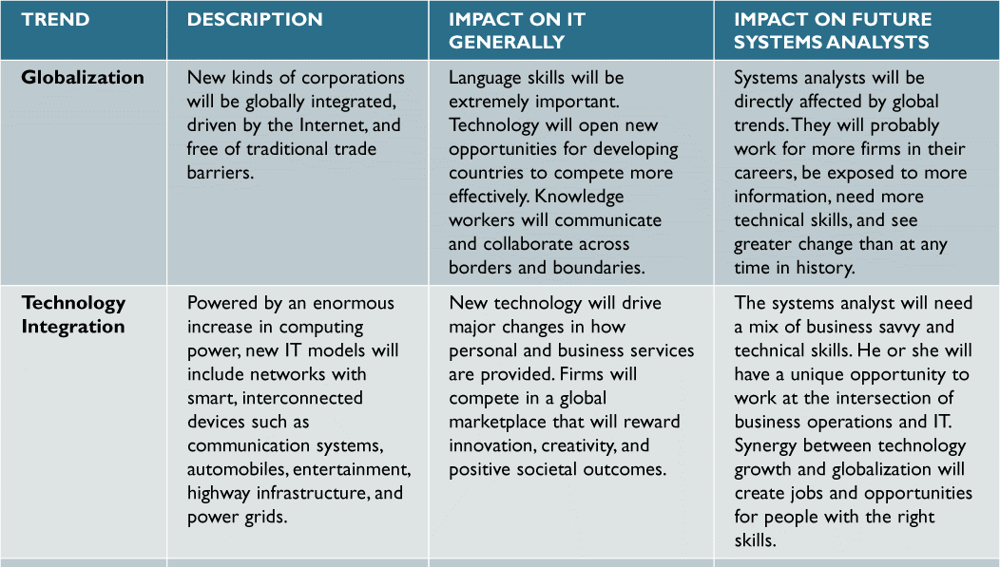 TREND
DESCRIPTION
IMPACT ON IT
GENERALLY
IMPACT ON FUTURE
SYSTEMS ANALYSTS
Globalization
New kinds of corporations
will be globally integrated,
driven by the Internet, and
free of traditional trade
barriers.
Language skills will be
extremely important.
Technology will open new
opportunities for developing
countries to compete more
effectively. Knowledge
workers will communicate
and collaborate across
borders and boundaries.
Systems analysts will be
directly affected by global
trends. They will probably
work for more firms in their
careers, be exposed to more
information, need more
technical skills, and see
greater change than at any
time in history.
Technology
Integration
Powered by an enormous
increase in computing
power, new IT models will
include networks with
smart, interconnected
devices such as
communication systems,
automobiles, entertainment,
highway infrastructure, and
power grids.
New technology will drive
major changes in how
personal and business services
are provided. Firms will
compete in a global
marketplace that will reward
innovation, creativity, and
positive societal outcomes.
The systems analyst will need
a mix of business savvy and
technical skills. He or she will
have a unique opportunity to
work at the intersection of
business operations and IT.
Synergy between technology
growth and globalization will
create jobs and opportunities
for people with the right
skills.